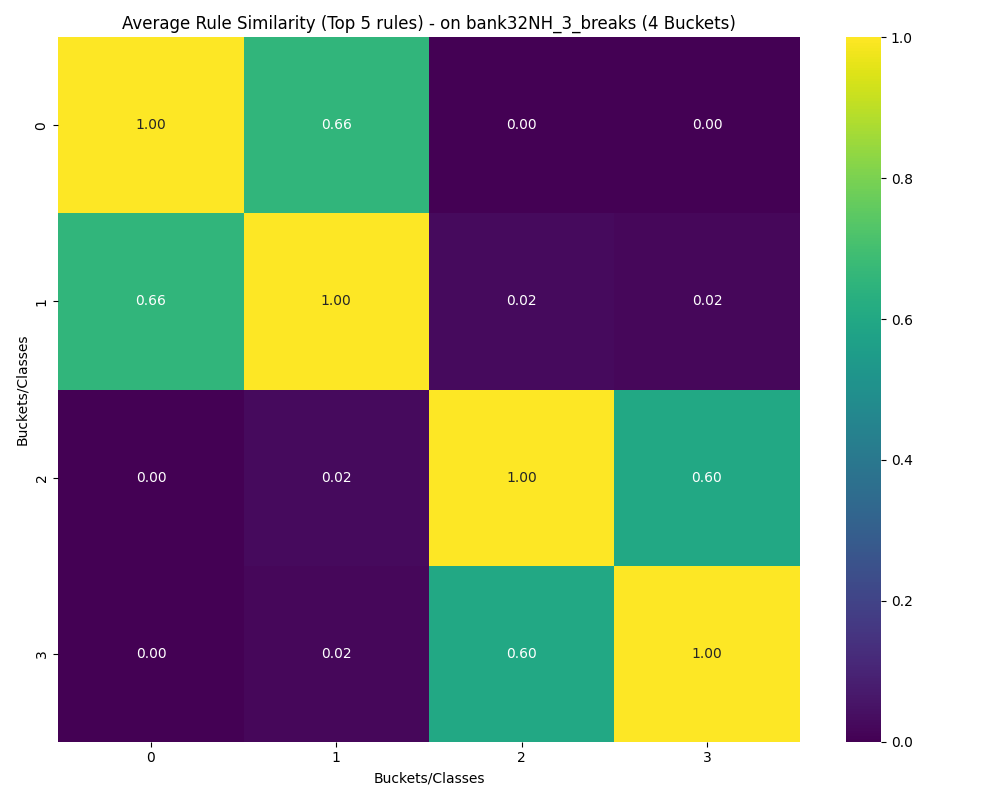 Average Rule Similarity (Top 5 rules) - on bank32NH_3_breaks (4 Buckets)
1.00 0.66 0.00 0.00
0.66 1.00 0.02 0.02
0.00 0.02 1.00 0.60
0.00 0.02 0.60 1.00
0
1
2
3
Buckets/Classes
0 1 2 3
Buckets/Classes
1.0
0.8
0.6
0.4
0.2
0.0